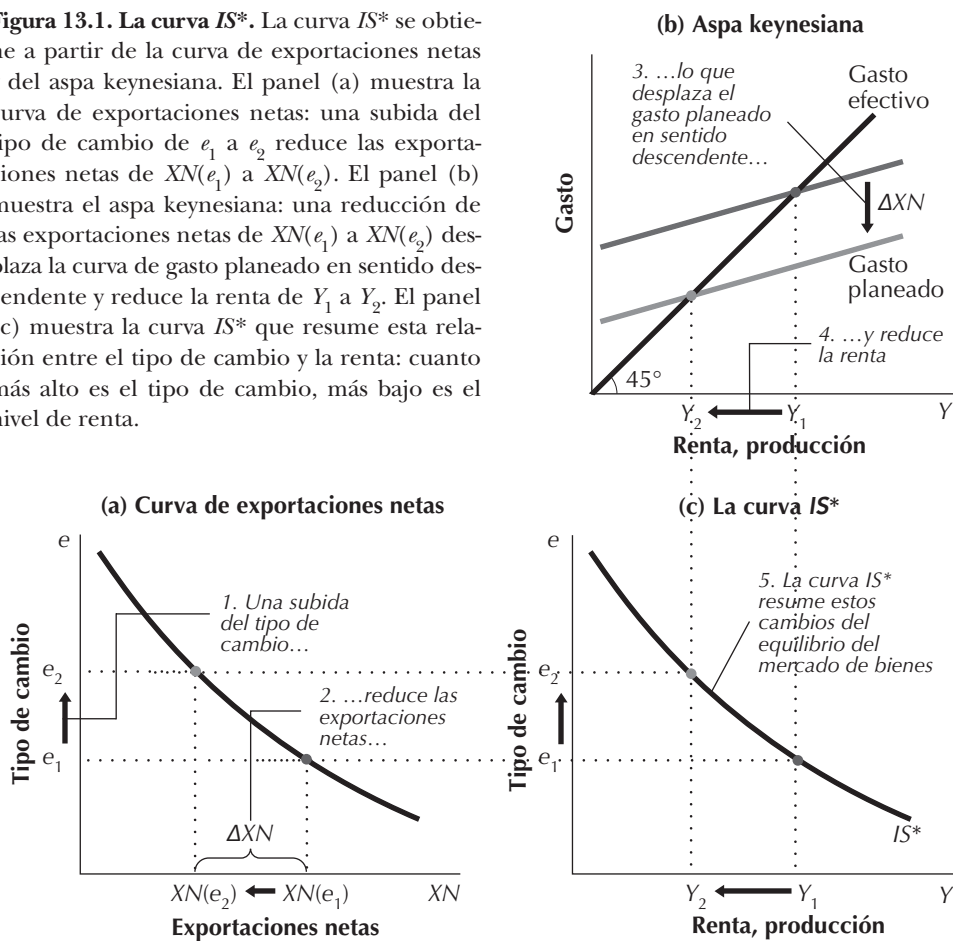 Figura 13.1. La curva IS*. La curva IS* se obtie-
ne a partir de la curva de exportaciones netas
del aspa keynesiana. El panel (a) muestra la
curva de exportaciones netas: una subida del
tipo de cambio de e₁ a e₂ reduce las exporta-
ciones netas de XN(e₁) a XN(e₂). El panel (b)
muestra el aspa keynesiana: una reducción de
las exportaciones netas de XN(e₁) a XN(e₂) des-
plaza la curva de gasto planeado en sentido des-
cendente y reduce la renta de Y₁ a Y₂. El panel
(c) muestra la curva IS* que resume esta rela-
ción entre el tipo de cambio y la renta: cuanto
más alto es el tipo de cambio, más bajo es el
nivel de renta.
(b) Aspa keynesiana
Gasto
3. …lo que
desplaza el
gasto planeado
en sentido
descendente…
Gasto
efectivo
ΔXN
Gasto
planeado
4. …y reduce
la renta
45°
Y₂
Y₁
Y
Renta, producción
(a) Curva de exportaciones netas
e
Tipo de cambio
1. Una subida
del tipo de
cambio…
e₂
2. …reduce las
exportaciones
netas…
e₁
ΔXN
XN(e₂)
XN(e₁)
XN
Exportaciones netas
(c) La curva IS*
e
Tipo de cambio
5. La curva IS*
resume estos
cambios del
equilibrio del
mercado de bienes
e₂
e₁
IS*
Y₂
Y₁
Y
Renta, producción